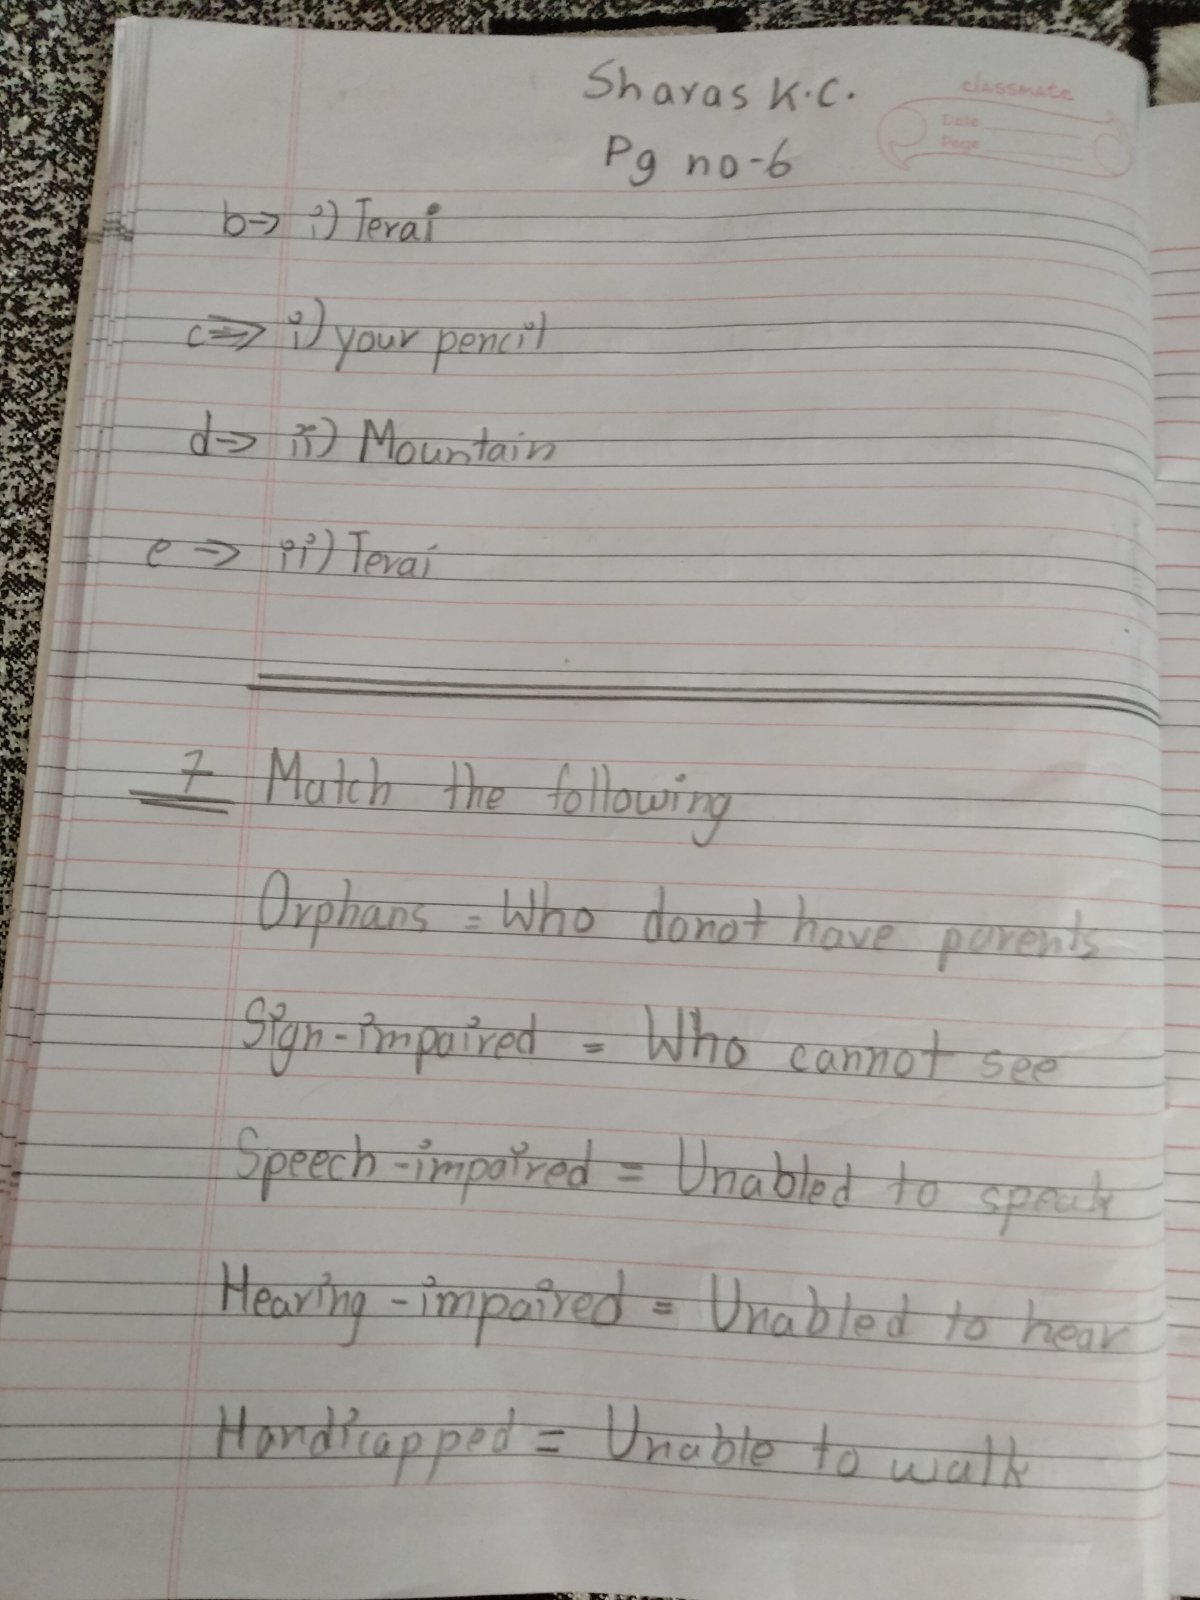 Sharas K.C.
classmate
Date
Page
Pg no-6
b→ i) Terai
c⇒ i) your pencil
d→ ii) Mountain
e → ii) Terai
7 Match the following
Orphans = Who donot have parents
Sign-impaired = Who cannot see
Speech-impaired = Unabled to speak
Hearing-impaired = Unabled to hear
Handicapped = Unable to walk